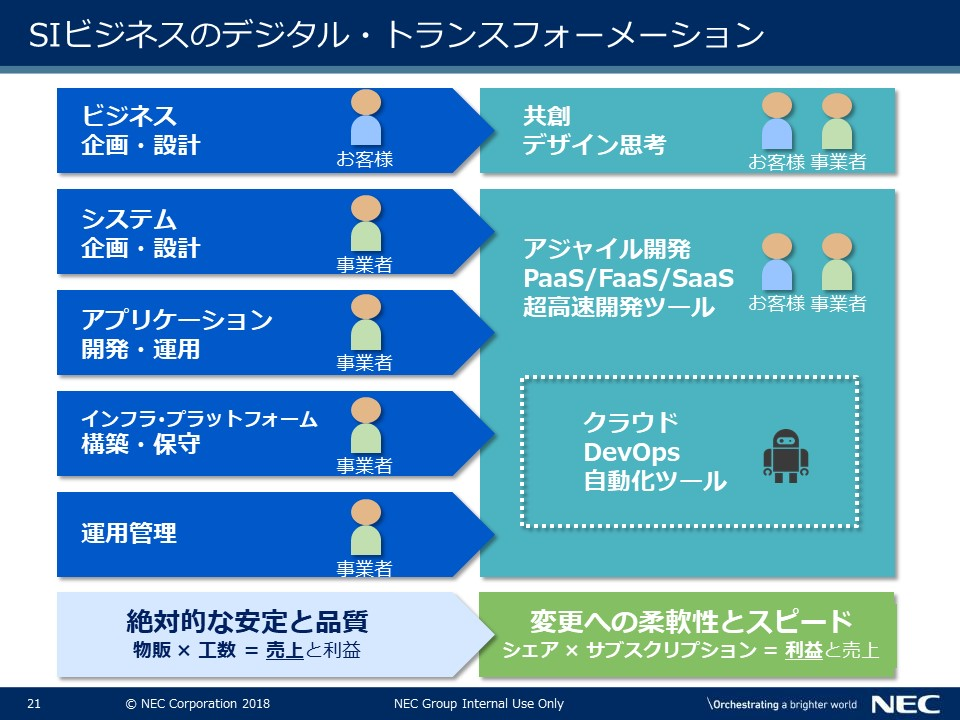 SIビジネスのデジタル・トランスフォーメーション
ビジネス
企画・設計
お客様
共創
デザイン思考
お客様 事業者
システム
企画・設計
事業者
アジャイル開発
PaaS/FaaS/SaaS
超高速開発ツール
お客様 事業者
アプリケーション
開発・運用
事業者
インフラ・プラットフォーム
構築・保守
事業者
クラウド
DevOps
自動化ツール
運用管理
事業者
絶対的な安定と品質
物販 × 工数 = 売上と利益
変更への柔軟性とスピード
シェア × サブスクリプション = 利益と売上
21 © NEC Corporation 2018 NEC Group Internal Use Only \Orchestrating a brighter world NEC